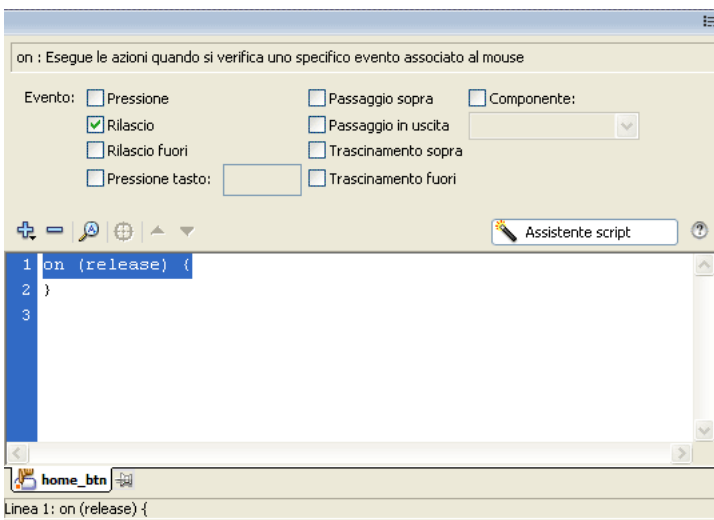 on : Esegue le azioni quando si verifica uno specifico evento associato al mouse
Evento: Pressione Passaggio sopra Componente:
Rilascio Passaggio in uscita
Rilascio fuori Trascinamento sopra
Pressione tasto: Trascinamento fuori
Assistente script
1 on (release) {
2 }
3
home_btn
Linea 1: on (release) {